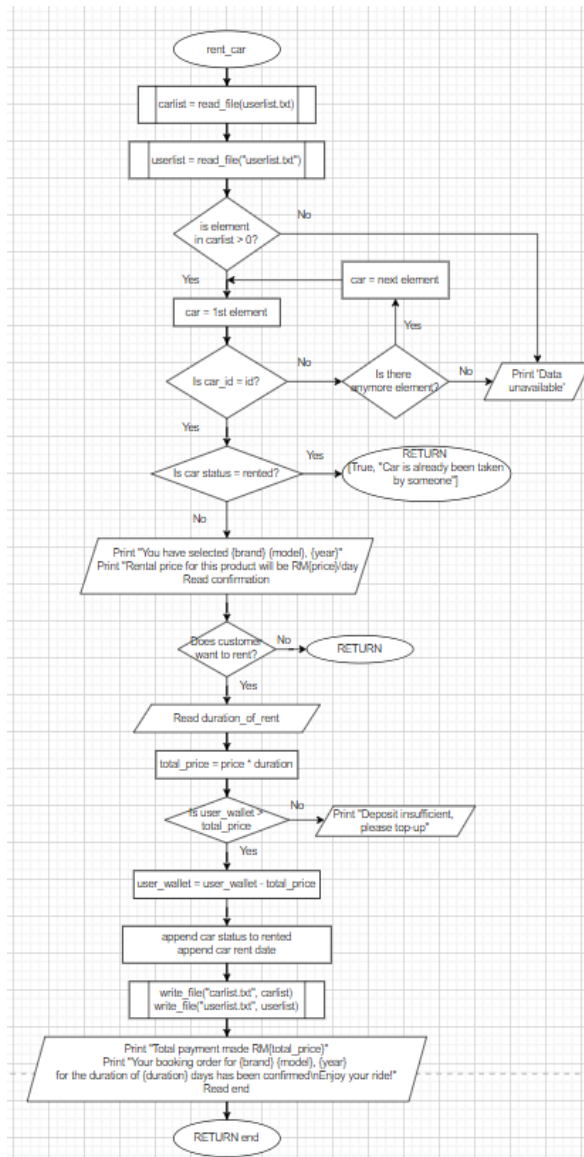 rent_car
carlist = read_file(userlist.txt)
userlist = read_file("userlist.txt")
is element
in carlist > 0?
No
Yes
car = next element
car = 1st element
Yes
Is car_id = id?
No
Is there
anymore element?
No
Print 'Data
unavailable'
Yes
Is car status = rented?
Yes
RETURN
[True, "Car is already been taken
by someone"]
No
Print "You have selected {brand} {model}, {year}"
Print "Rental price for this product will be RM{price}/day
Read confirmation
Does customer
want to rent?
No
RETURN
Yes
Read duration_of_rent
total_price = price * duration
Is user_wallet >
total_price
No
Print "Deposit insufficient,
please top-up"
Yes
user_wallet = user_wallet - total_price
append car status to rented
append car rent date
write_file("carlist.txt", carlist)
write_file("userlist.txt", userlist)
Print "Total payment made RM{total_price}"
Print "Your booking order for {brand} {model}, {year}
for the duration of {duration} days has been confirmed\nEnjoy your ride!"
Read end
RETURN end